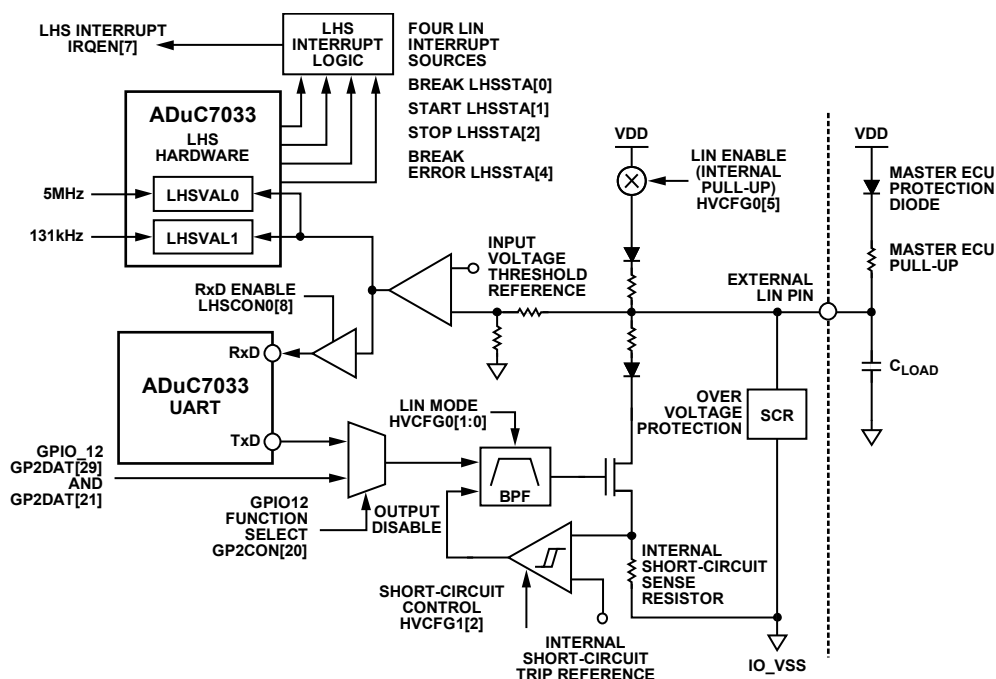 LHS INTERRUPT
IRQEN[7]
LHS
INTERRUPT
LOGIC
FOUR LIN
INTERRUPT
SOURCES
BREAK LHSSTA[0]
START LHSSTA[1]
STOP LHSSTA[2]
BREAK
ERROR LHSSTA[4]
ADuC7033
LHS
HARDWARE
5MHz
LHSVAL0
131kHz
LHSVAL1
VDD
LIN ENABLE
(INTERNAL
PULL-UP)
HVCFG0[5]
VDD
MASTER ECU
PROTECTION
DIODE
MASTER ECU
PULL-UP
INPUT
VOLTAGE
THRESHOLD
REFERENCE
EXTERNAL
LIN PIN
RxD ENABLE
LHSCON0[8]
RxD
ADuC7033
UART
TxD
CLOAD
OVER
VOLTAGE
PROTECTION
SCR
LIN MODE
HVCFG0[1:0]
BPF
GPIO_12
GP2DAT[29]
AND
GP2DAT[21]
GPIO12
FUNCTION
SELECT
GP2CON[20]
OUTPUT
DISABLE
SHORT-CIRCUIT
CONTROL
HVCFG1[2]
INTERNAL
SHORT-CIRCUIT
SENSE
RESISTOR
INTERNAL
SHORT-CIRCUIT
TRIP REFERENCE
IO_VSS